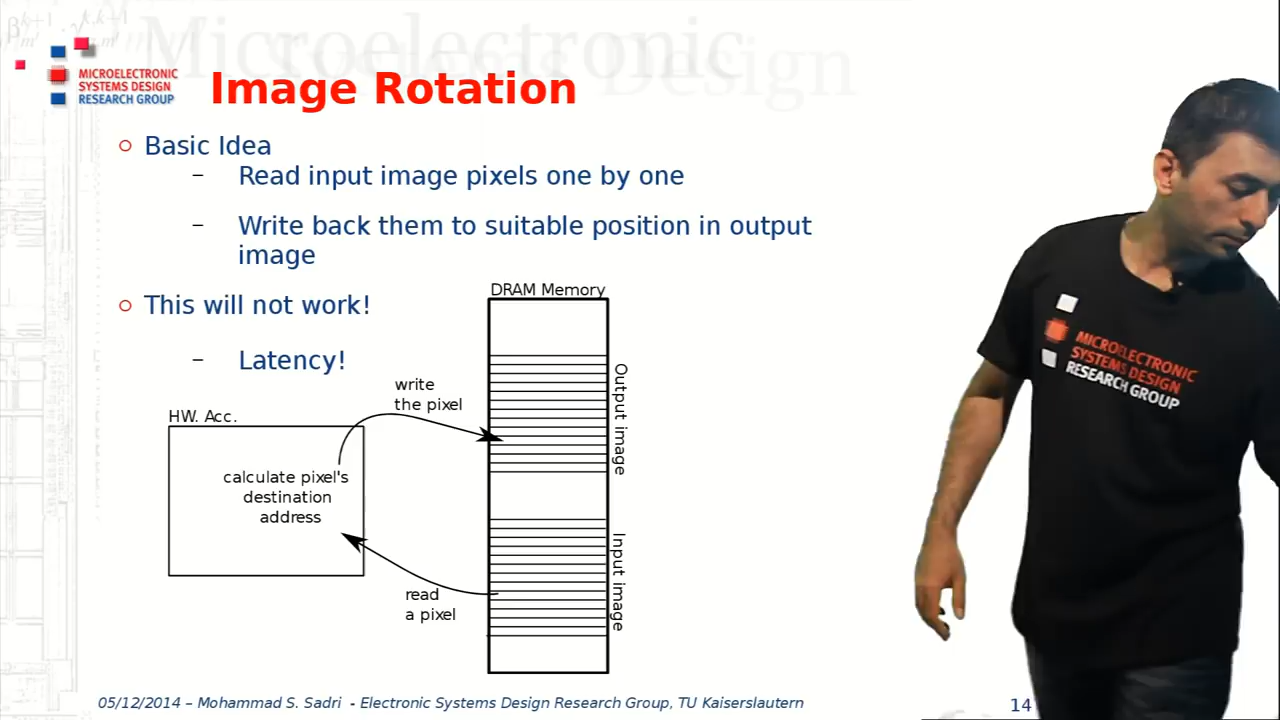 Microelectronic
Systems Design
MICROELECTRONIC
SYSTEMS DESIGN
RESEARCH GROUP
Image Rotation
Basic Idea
– Read input image pixels one by one
– Write back them to suitable position in output
image
This will not work!
– Latency!
DRAM Memory
Output image
write
the pixel
HW. Acc.
calculate pixel's
destination
address
Input image
read
a pixel
MICROELECTRONIC
SYSTEMS DESIGN
RESEARCH GROUP
05/12/2014 – Mohammad S. Sadri - Electronic Systems Design Research Group, TU Kaiserslautern
14